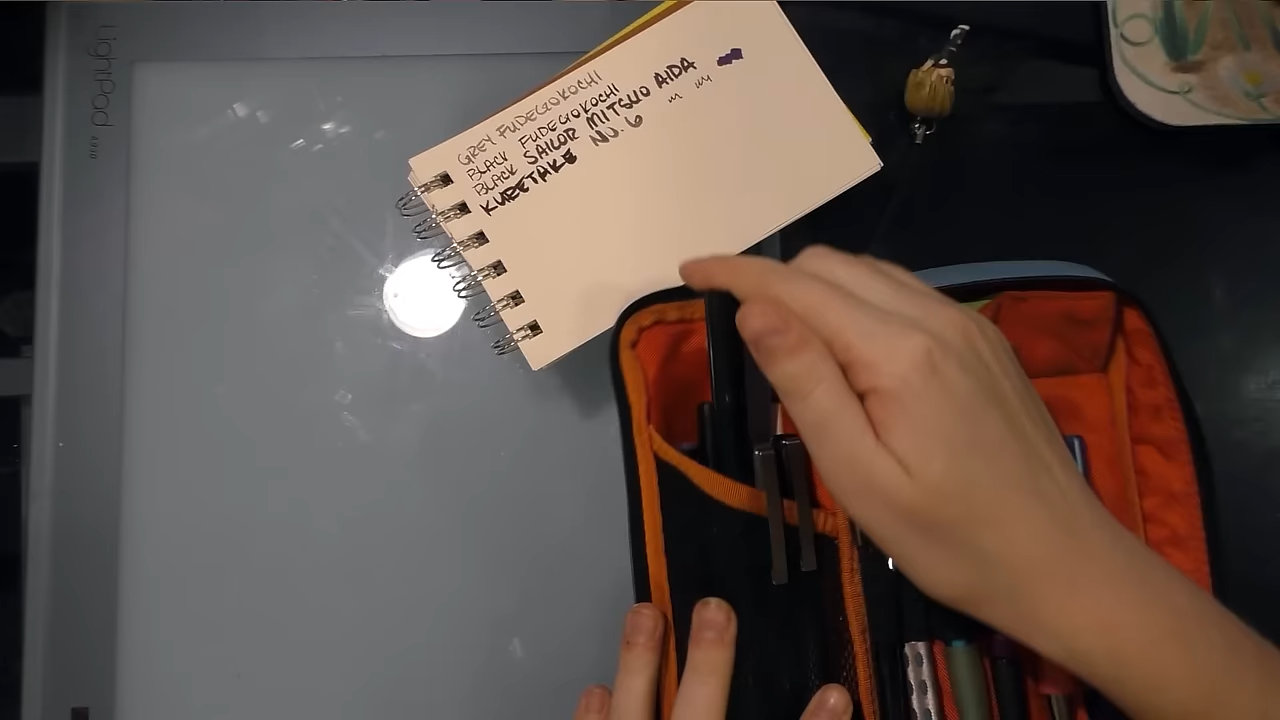 LightPad
GREY FUDEGOKOCHI
BLACK FUDEGOKOCHI
BLACK SAILOR MITSUO AIDA
KURETAKE NO. 6